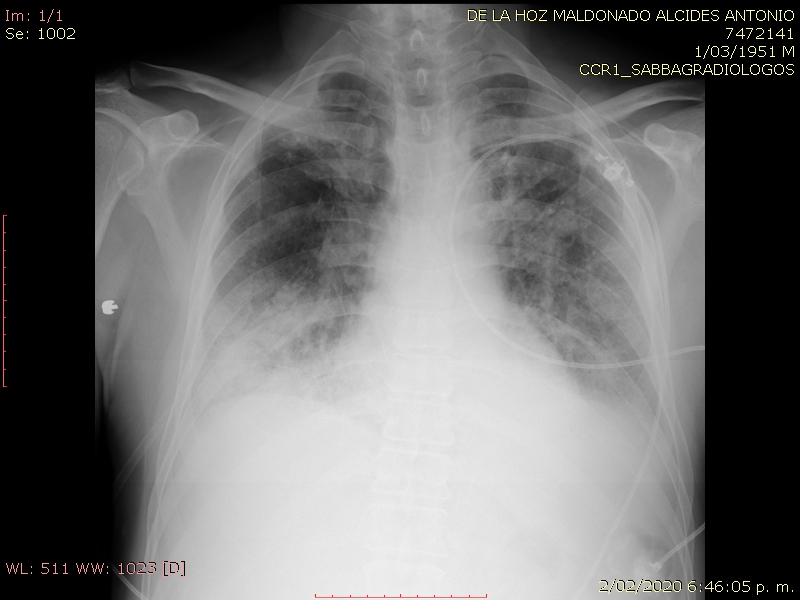 Im: 1/1
Se: 1002
DE LA HOZ MALDONADO ALCIDES ANTONIO
7472141
1/03/1951 M
CCR1_SABBAGRADIOLOGOS
WL: 511 WW: 1023 [D]
2/02/2020 6:46:05 p. m.